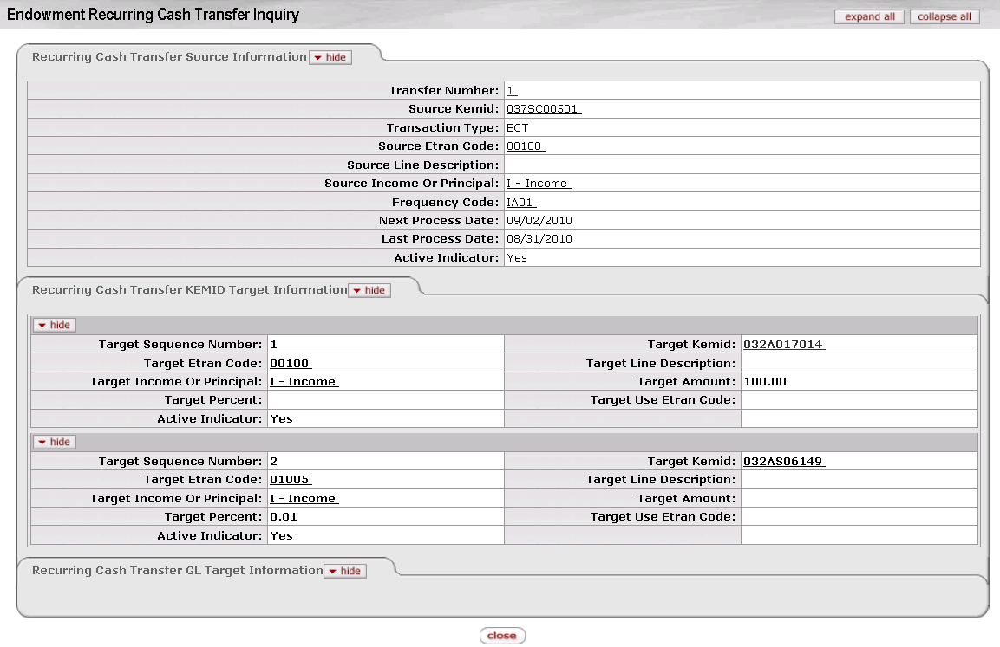 Endowment Recurring Cash Transfer Inquiry expand all collapse all
Recurring Cash Transfer Source Information hide
Transfer Number: 1
Source Kemid: 037SC00501
Transaction Type: ECT
Source Etran Code: 00100
Source Line Description:
Source Income Or Principal: I - Income
Frequency Code: IA01
Next Process Date: 09/02/2010
Last Process Date: 08/31/2010
Active Indicator: Yes
Recurring Cash Transfer KEMID Target Information hide
hide
Target Sequence Number: 1 Target Kemid: 032A017014
Target Etran Code: 00100 Target Line Description:
Target Income Or Principal: I - Income Target Amount: 100.00
Target Percent: Target Use Etran Code:
Active Indicator: Yes
hide
Target Sequence Number: 2 Target Kemid: 032AS06149
Target Etran Code: 01005 Target Line Description:
Target Income Or Principal: I - Income Target Amount:
Target Percent: 0.01 Target Use Etran Code:
Active Indicator: Yes
Recurring Cash Transfer GL Target Information hide
close